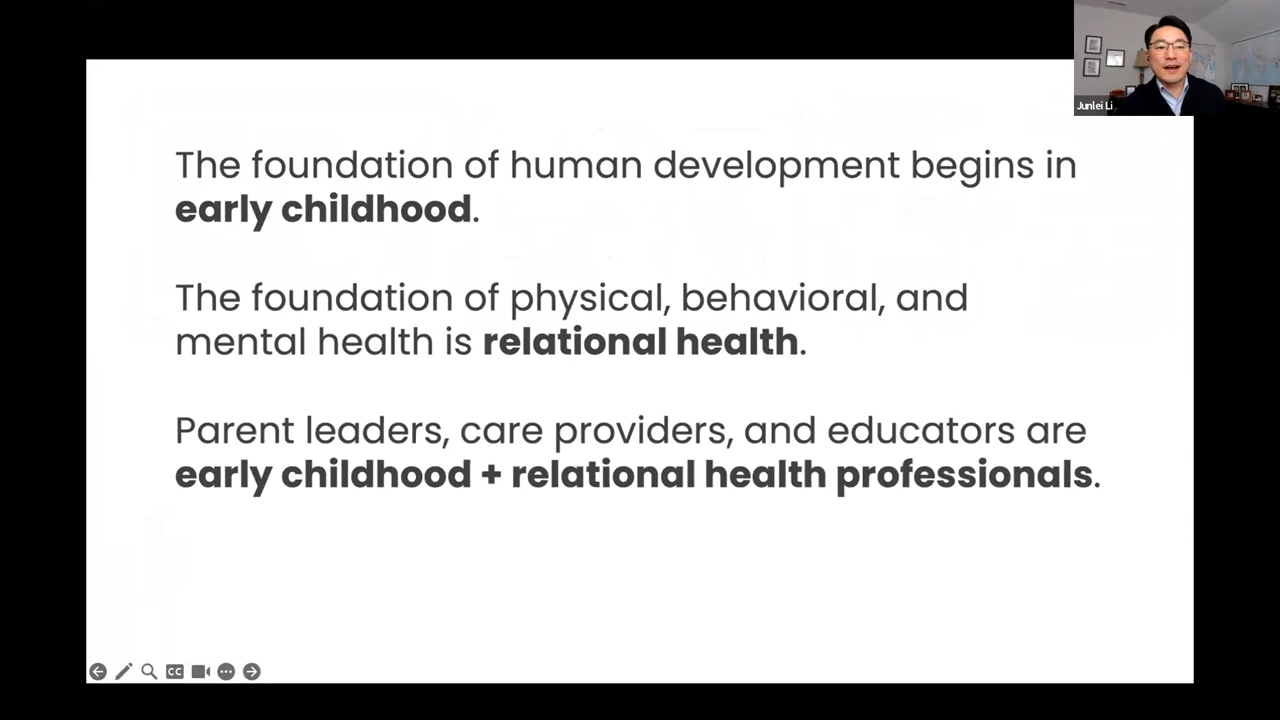 Junlei Li
The foundation of human development begins in
early childhood.
The foundation of physical, behavioral, and
mental health is relational health.
Parent leaders, care providers, and educators are
early childhood + relational health professionals.
CC